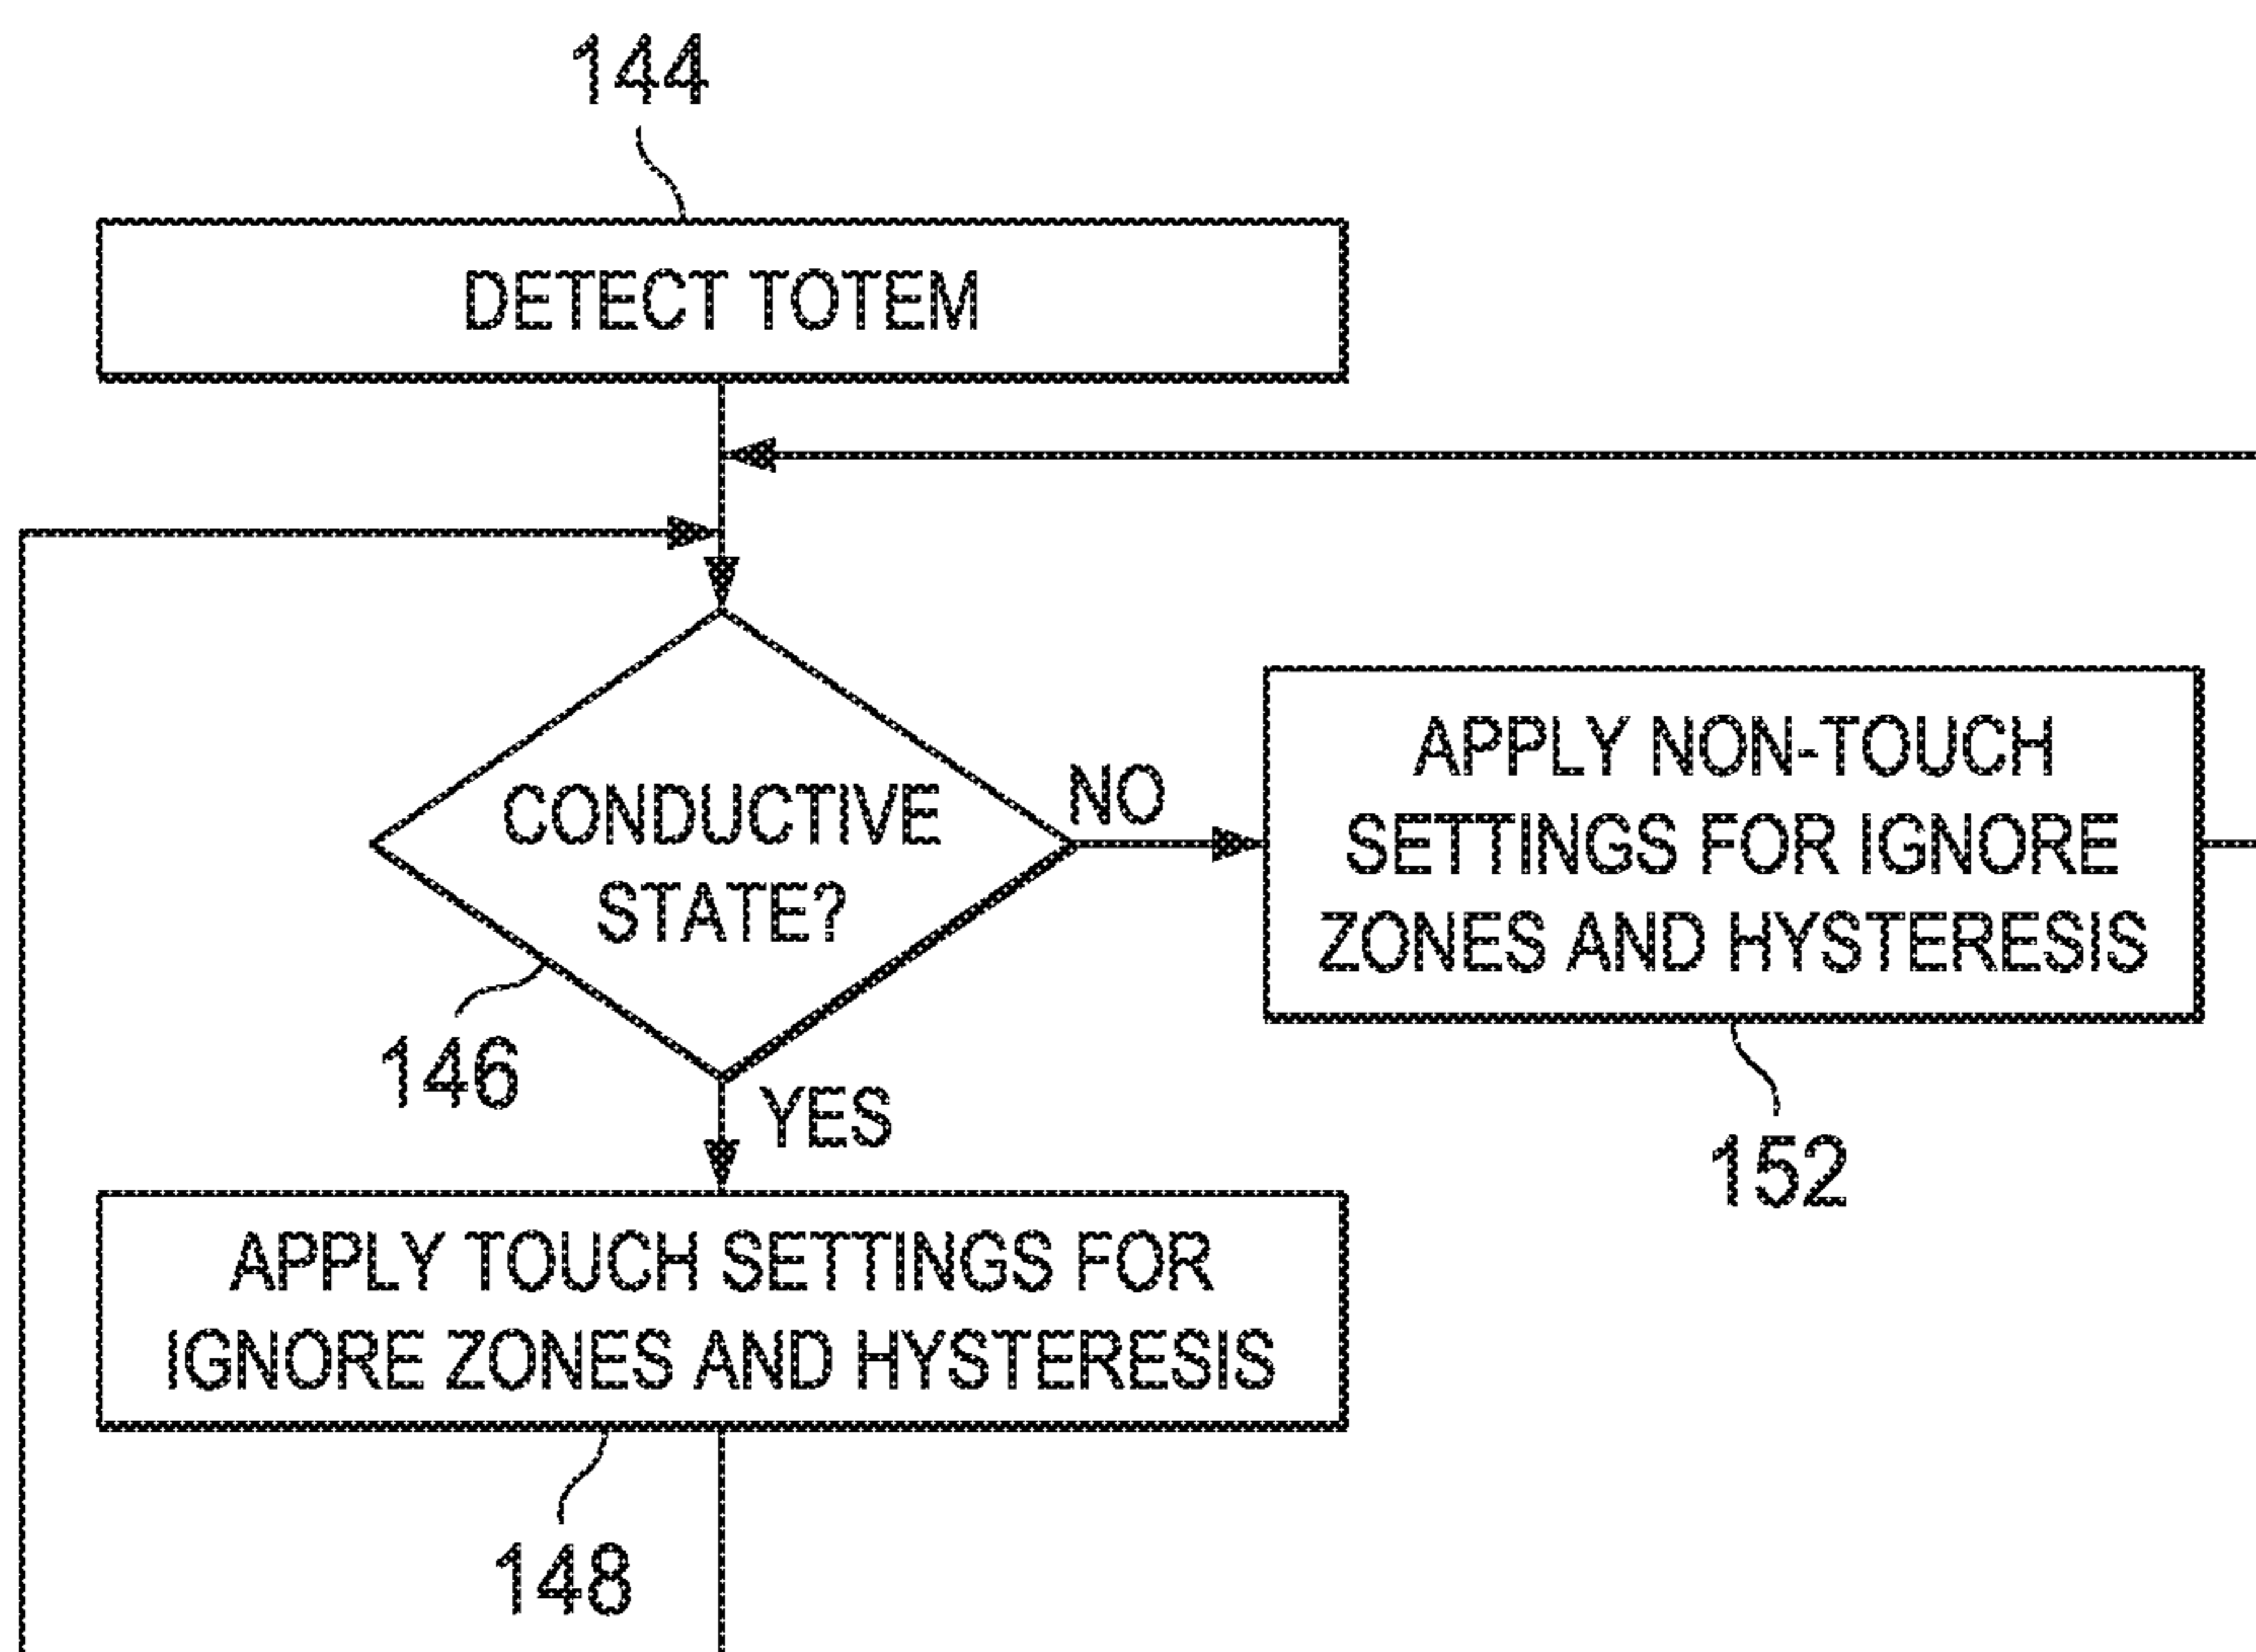 144
DETECT TOTEM
CONDUCTIVE
STATE?
NO
APPLY NON-TOUCH
SETTINGS FOR IGNORE
ZONES AND HYSTERESIS
146
YES
152
APPLY TOUCH SETTINGS FOR
IGNORE ZONES AND HYSTERESIS
148